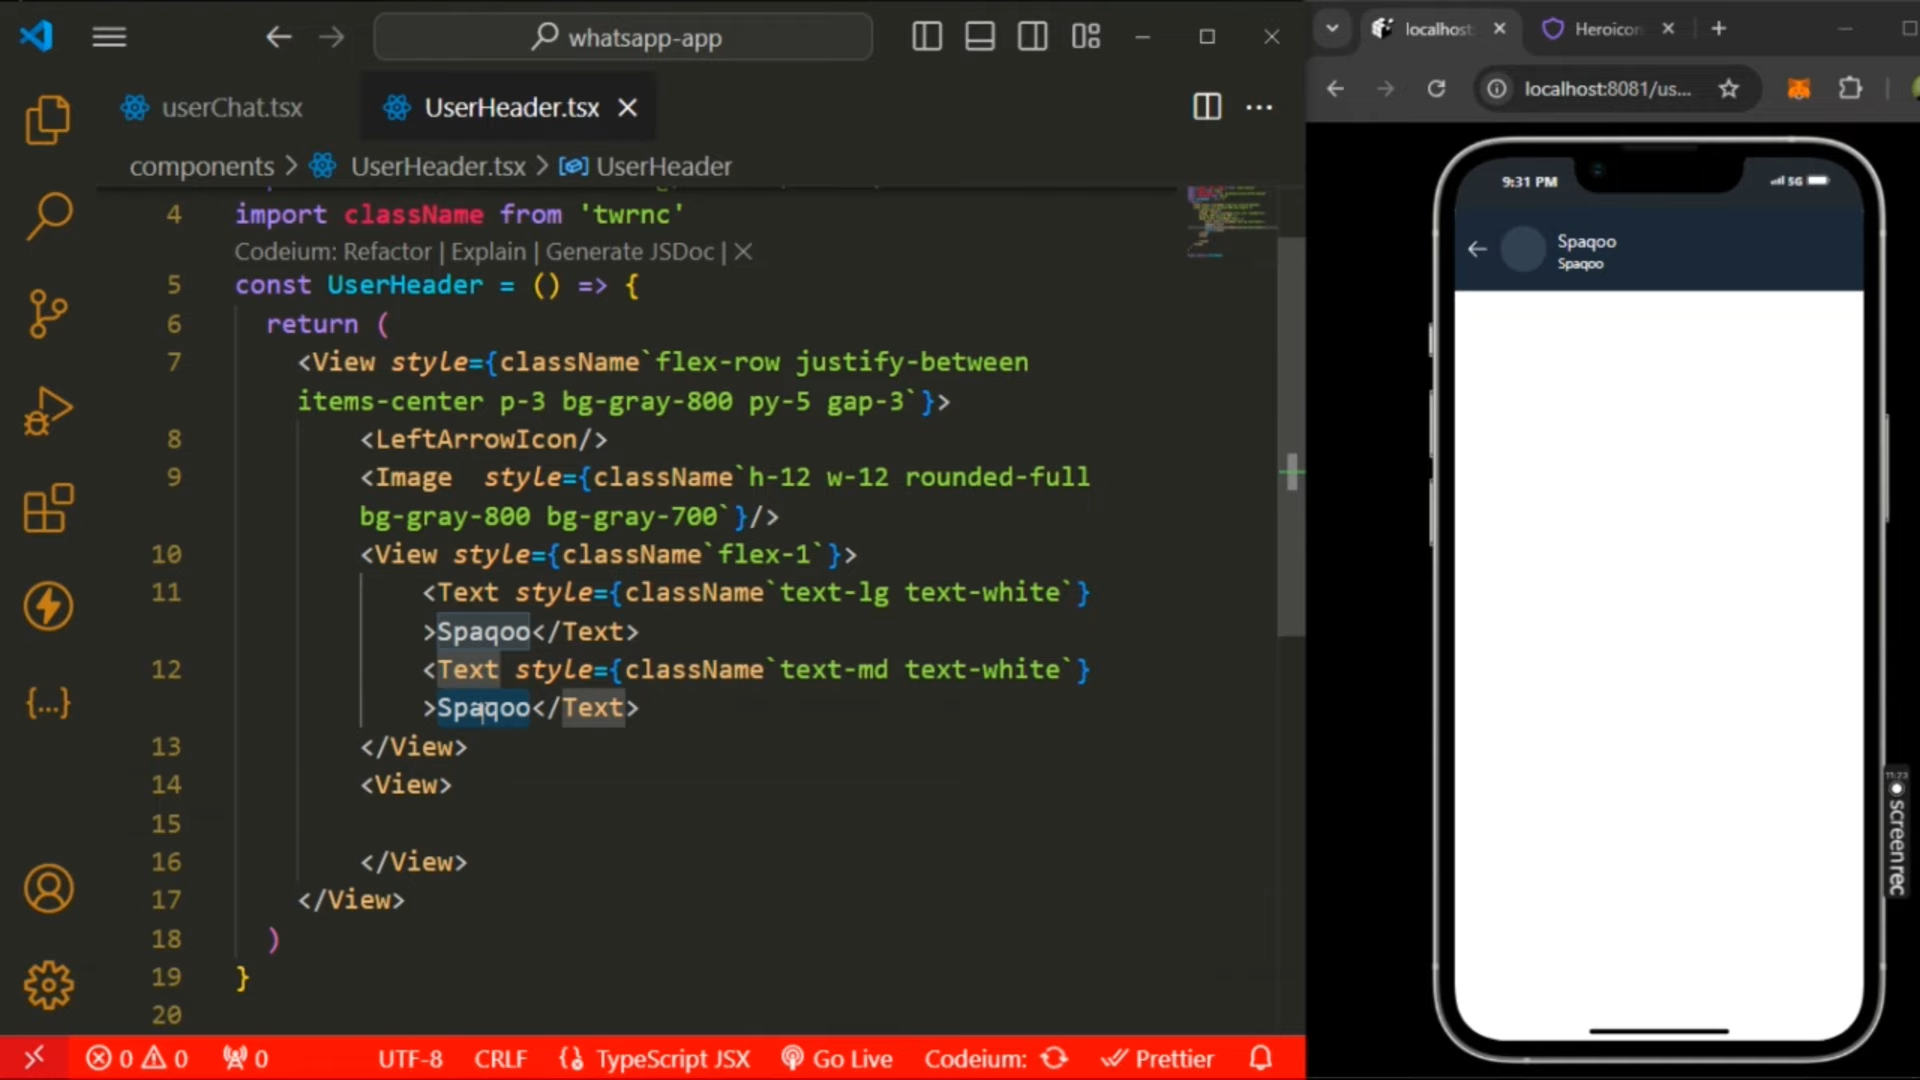 whatsapp-app
localhost:
Heroicon
userChat.tsx
UserHeader.tsx
localhost:8081/us...
components > UserHeader.tsx > UserHeader
4 import className from 'twrnc'
Codeium: Refactor | Explain | Generate JSDoc |
5 const UserHeader = () => {
6 return (
7 <View style={className`flex-row justify-between
items-center p-3 bg-gray-800 py-5 gap-3`}>
8 <LeftArrowIcon/>
9 <Image  style={className`h-12 w-12 rounded-full
bg-gray-800 bg-gray-700`}/>
10 <View style={className`flex-1`}>
11 <Text style={className`text-lg text-white`}
>Spaqoo</Text>
12 <Text style={className`text-md text-white`}
>Spaqoo</Text>
13 </View>
14 <View>
15
16 </View>
17 </View>
18 )
19 }
20
9:31 PM
5G
Spaqoo
Spaqoo
screenrec
0 0 0 UTF-8 CRLF TypeScript JSX Go Live Codeium: Prettier